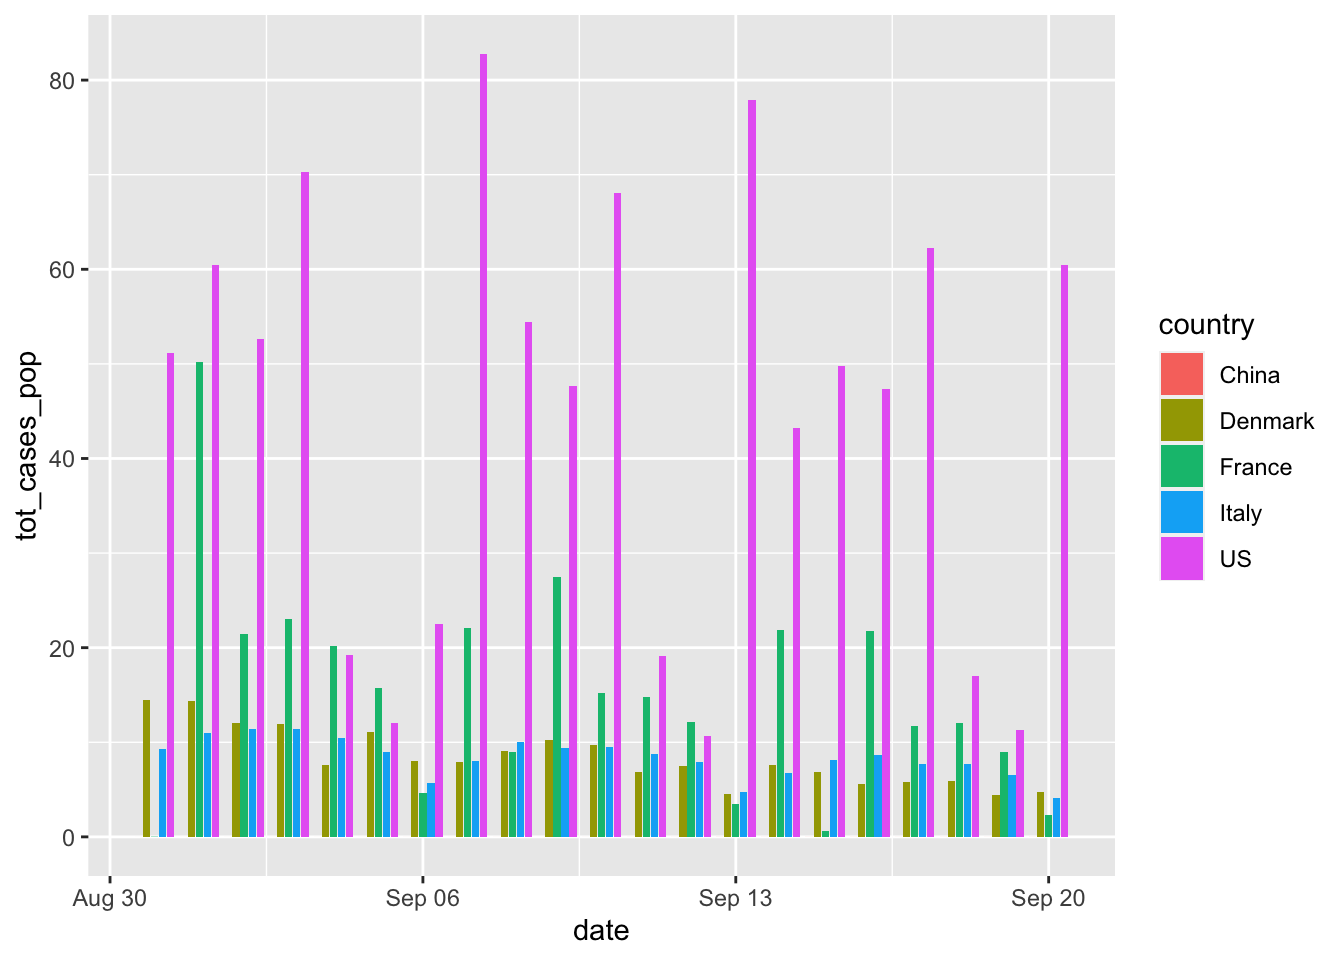 80
60
40
20
0
tot_cases_pop
Aug 30
Sep 06
Sep 13
Sep 20
date
country
China
Denmark
France
Italy
US